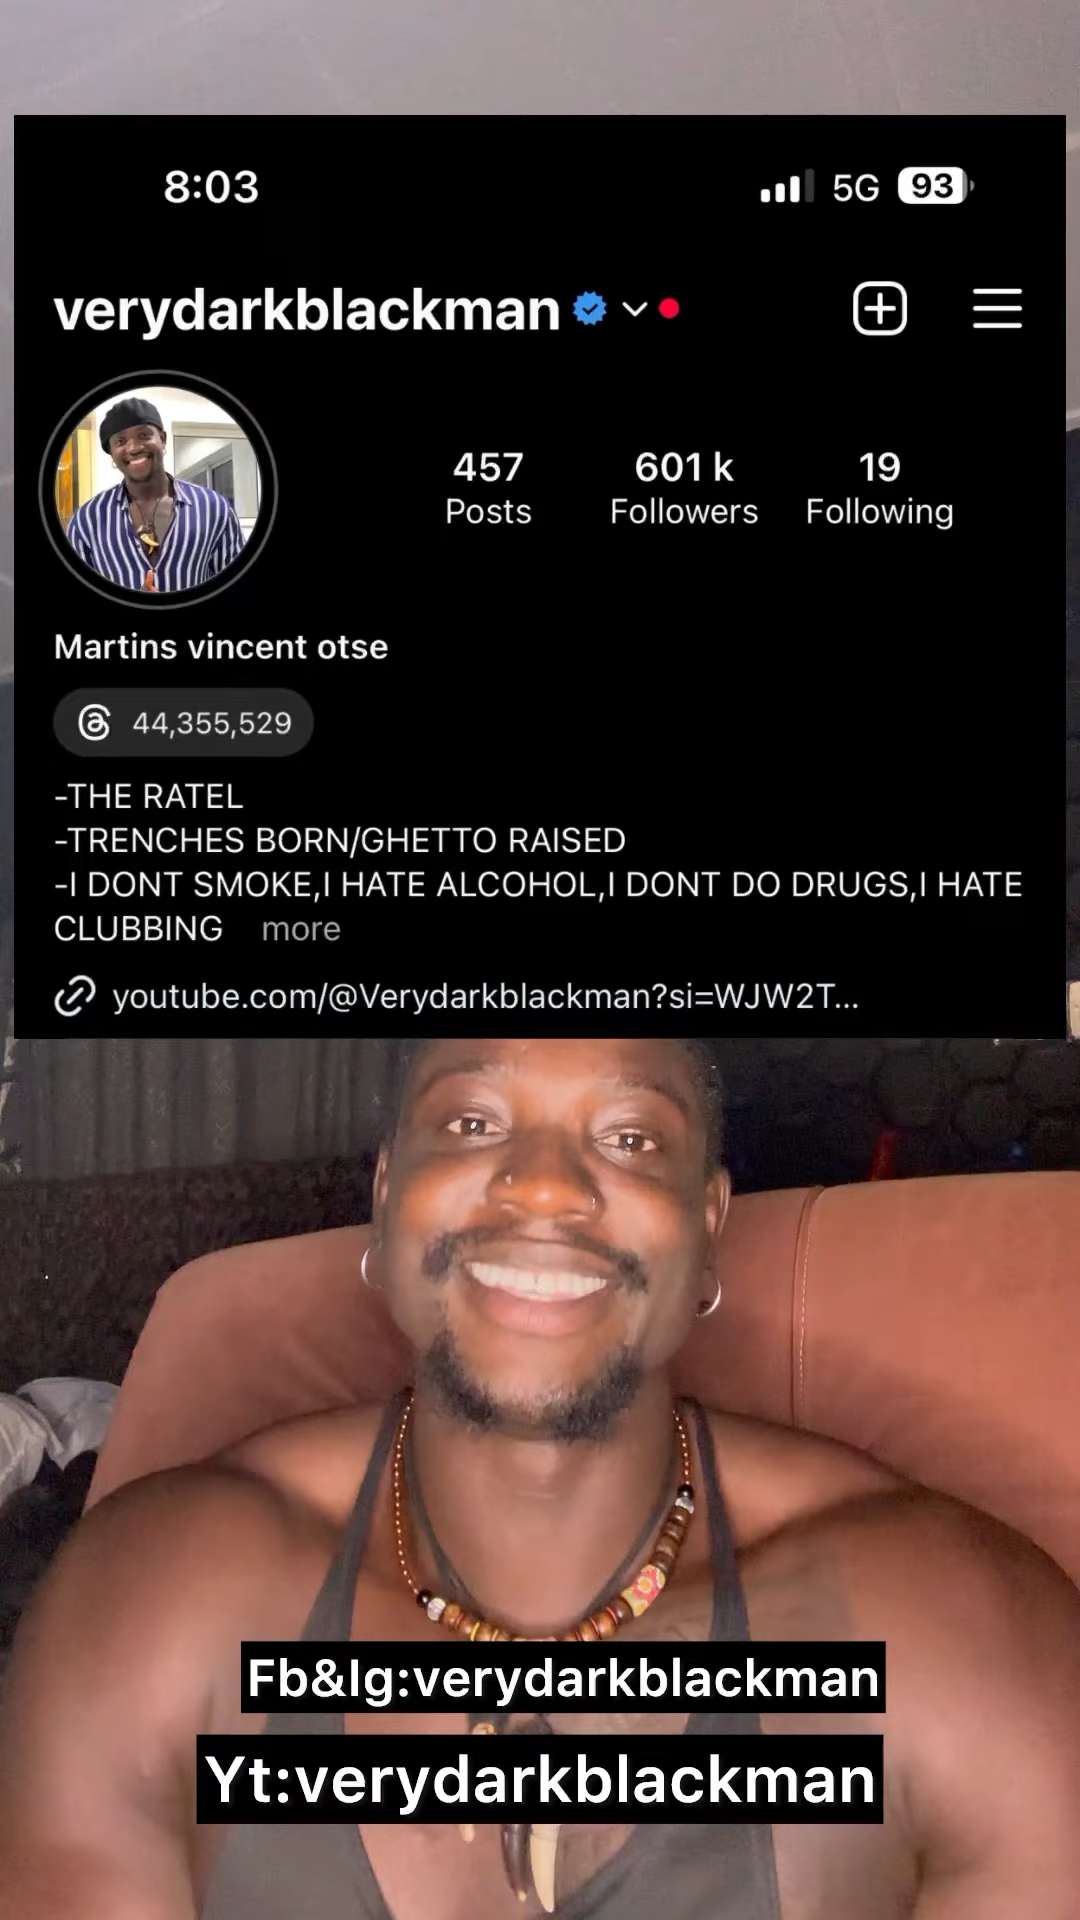 8:03
5G 93
verydarkblackman
457 601 k 19
Posts Followers Following
Martins vincent otse
44,355,529
-THE RATEL
-TRENCHES BORN/GHETTO RAISED
-I DONT SMOKE,I HATE ALCOHOL,I DONT DO DRUGS,I HATE
CLUBBING more
youtube.com/@Verydarkblackman?si=WJW2T...
Fb&Ig:verydarkblackman
Yt:verydarkblackman